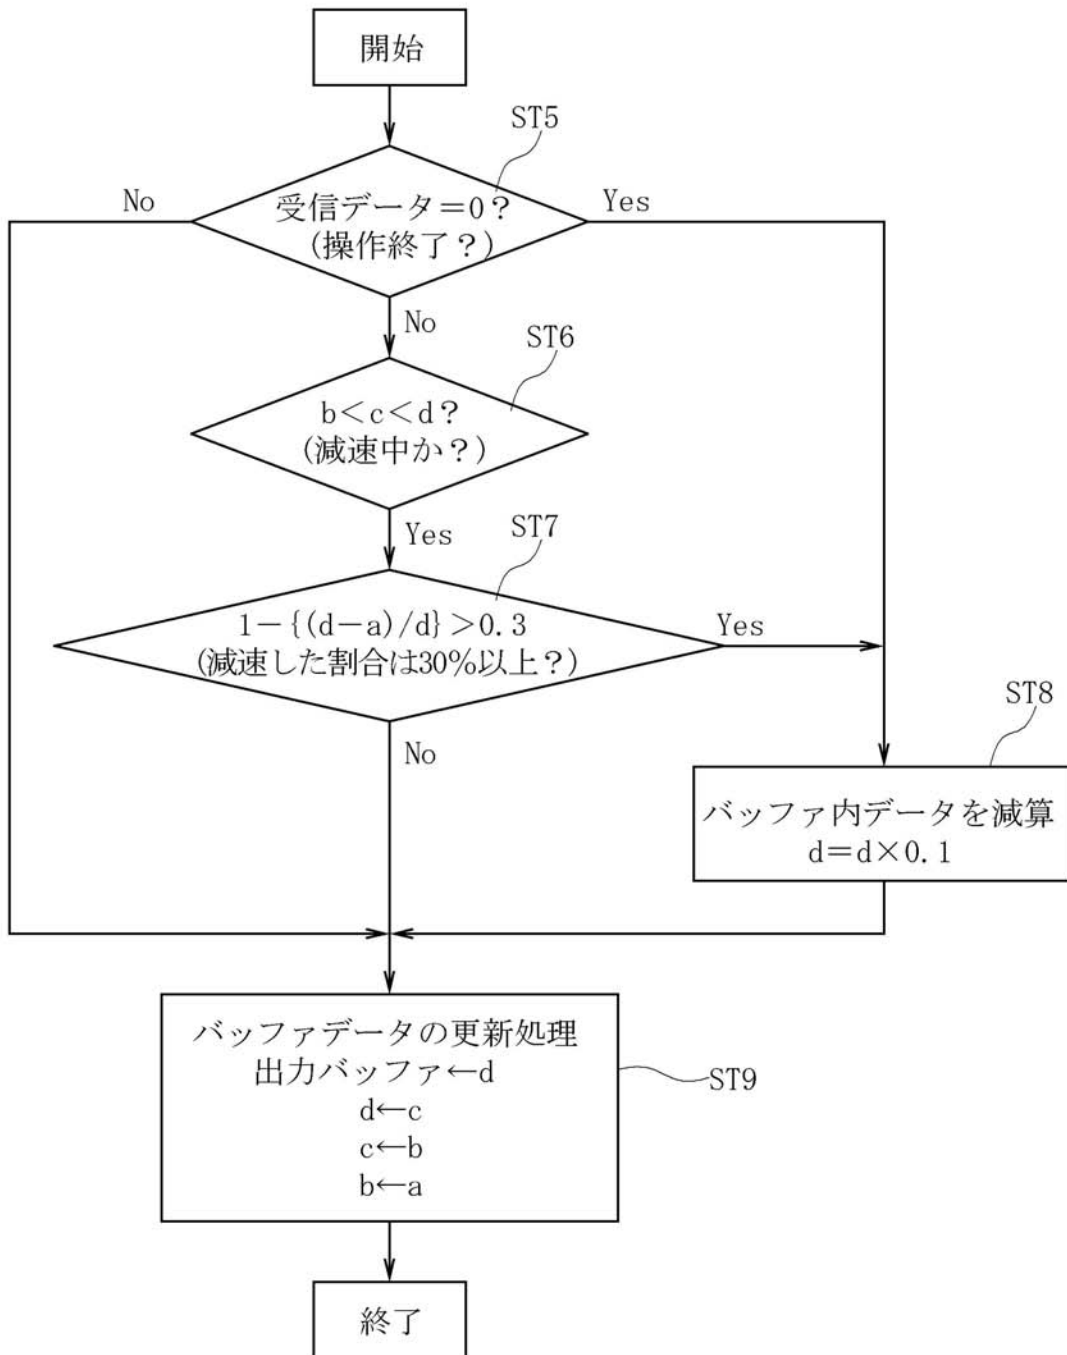 開始
ST5
No
受信データ＝0？
Yes
(操作終了？)
No
ST6
b＜c＜d？
(減速中か？)
Yes
ST7
1－{(d－a)/d}＞0.3
Yes
(減速した割合は30％以上？)
ST8
No
バッファ内データを減算
d＝d×0.1
バッファデータの更新処理
出力バッファ←d
ST9
d←c
c←b
b←a
終了